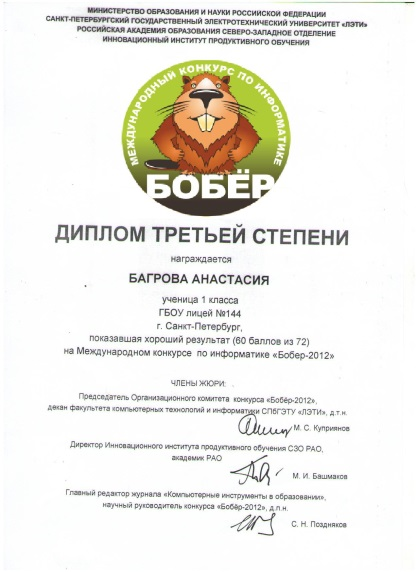 МИНИСТЕРСТВО ОБРАЗОВАНИЯ И НАУКИ РОССИЙСКОЙ ФЕДЕРАЦИИ
САНКТ-ПЕТЕРБУРГСКИЙ ГОСУДАРСТВЕННЫЙ ЭЛЕКТРОТЕХНИЧЕСКИЙ УНИВЕРСИТЕТ «ЛЭТИ»
РОССИЙСКАЯ АКАДЕМИЯ ОБРАЗОВАНИЯ СЕВЕРО-ЗАПАДНОЕ ОТДЕЛЕНИЕ
ИННОВАЦИОННЫЙ ИНСТИТУТ ПРОДУКТИВНОГО ОБУЧЕНИЯ
МЕЖДУНАРОДНЫЙ КОНКУРС ПО ИНФОРМАТИКЕ
БОБЁР
ДИПЛОМ ТРЕТЬЕЙ СТЕПЕНИ
награждается
БАГРОВА АНАСТАСИЯ
ученица 1 класса
ГБОУ лицей №144
г. Санкт-Петербург,
показавшая хороший результат (60 баллов из 72)
на Международном конкурсе по информатике «Бобер-2012»
ЧЛЕНЫ ЖЮРИ:
Председатель Организационного комитета конкурса «Бобёр-2012»,
декан факультета компьютерных технологий и информатики СПбГЭТУ «ЛЭТИ», д.т.н.
М. С. Куприянов
Директор Инновационного института продуктивного обучения СЗО РАО,
академик РАО
М. И. Башмаков
Главный редактор журнала «Компьютерные инструменты в образовании»,
научный руководитель конкурса «Бобёр-2012», д.п.н.
С. Н. Поздняков